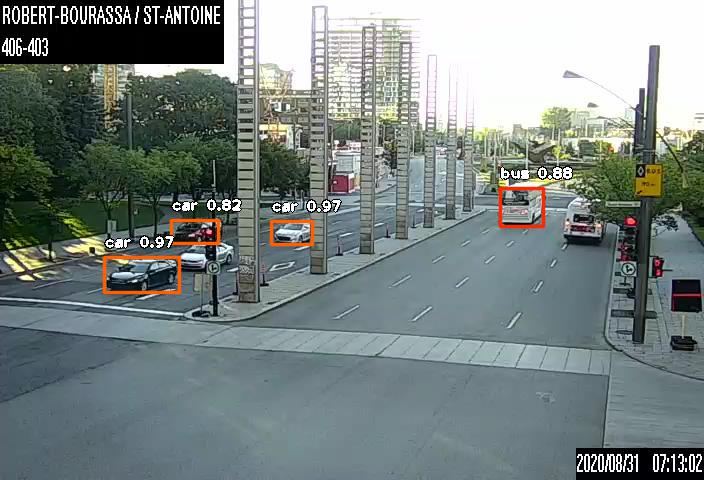 ROBERT-BOURASSA / ST-ANTOINE
406-403
car 0.82
car 0.97
car 0.97
bus 0.88
BUS
2020/08/31 07:13:02